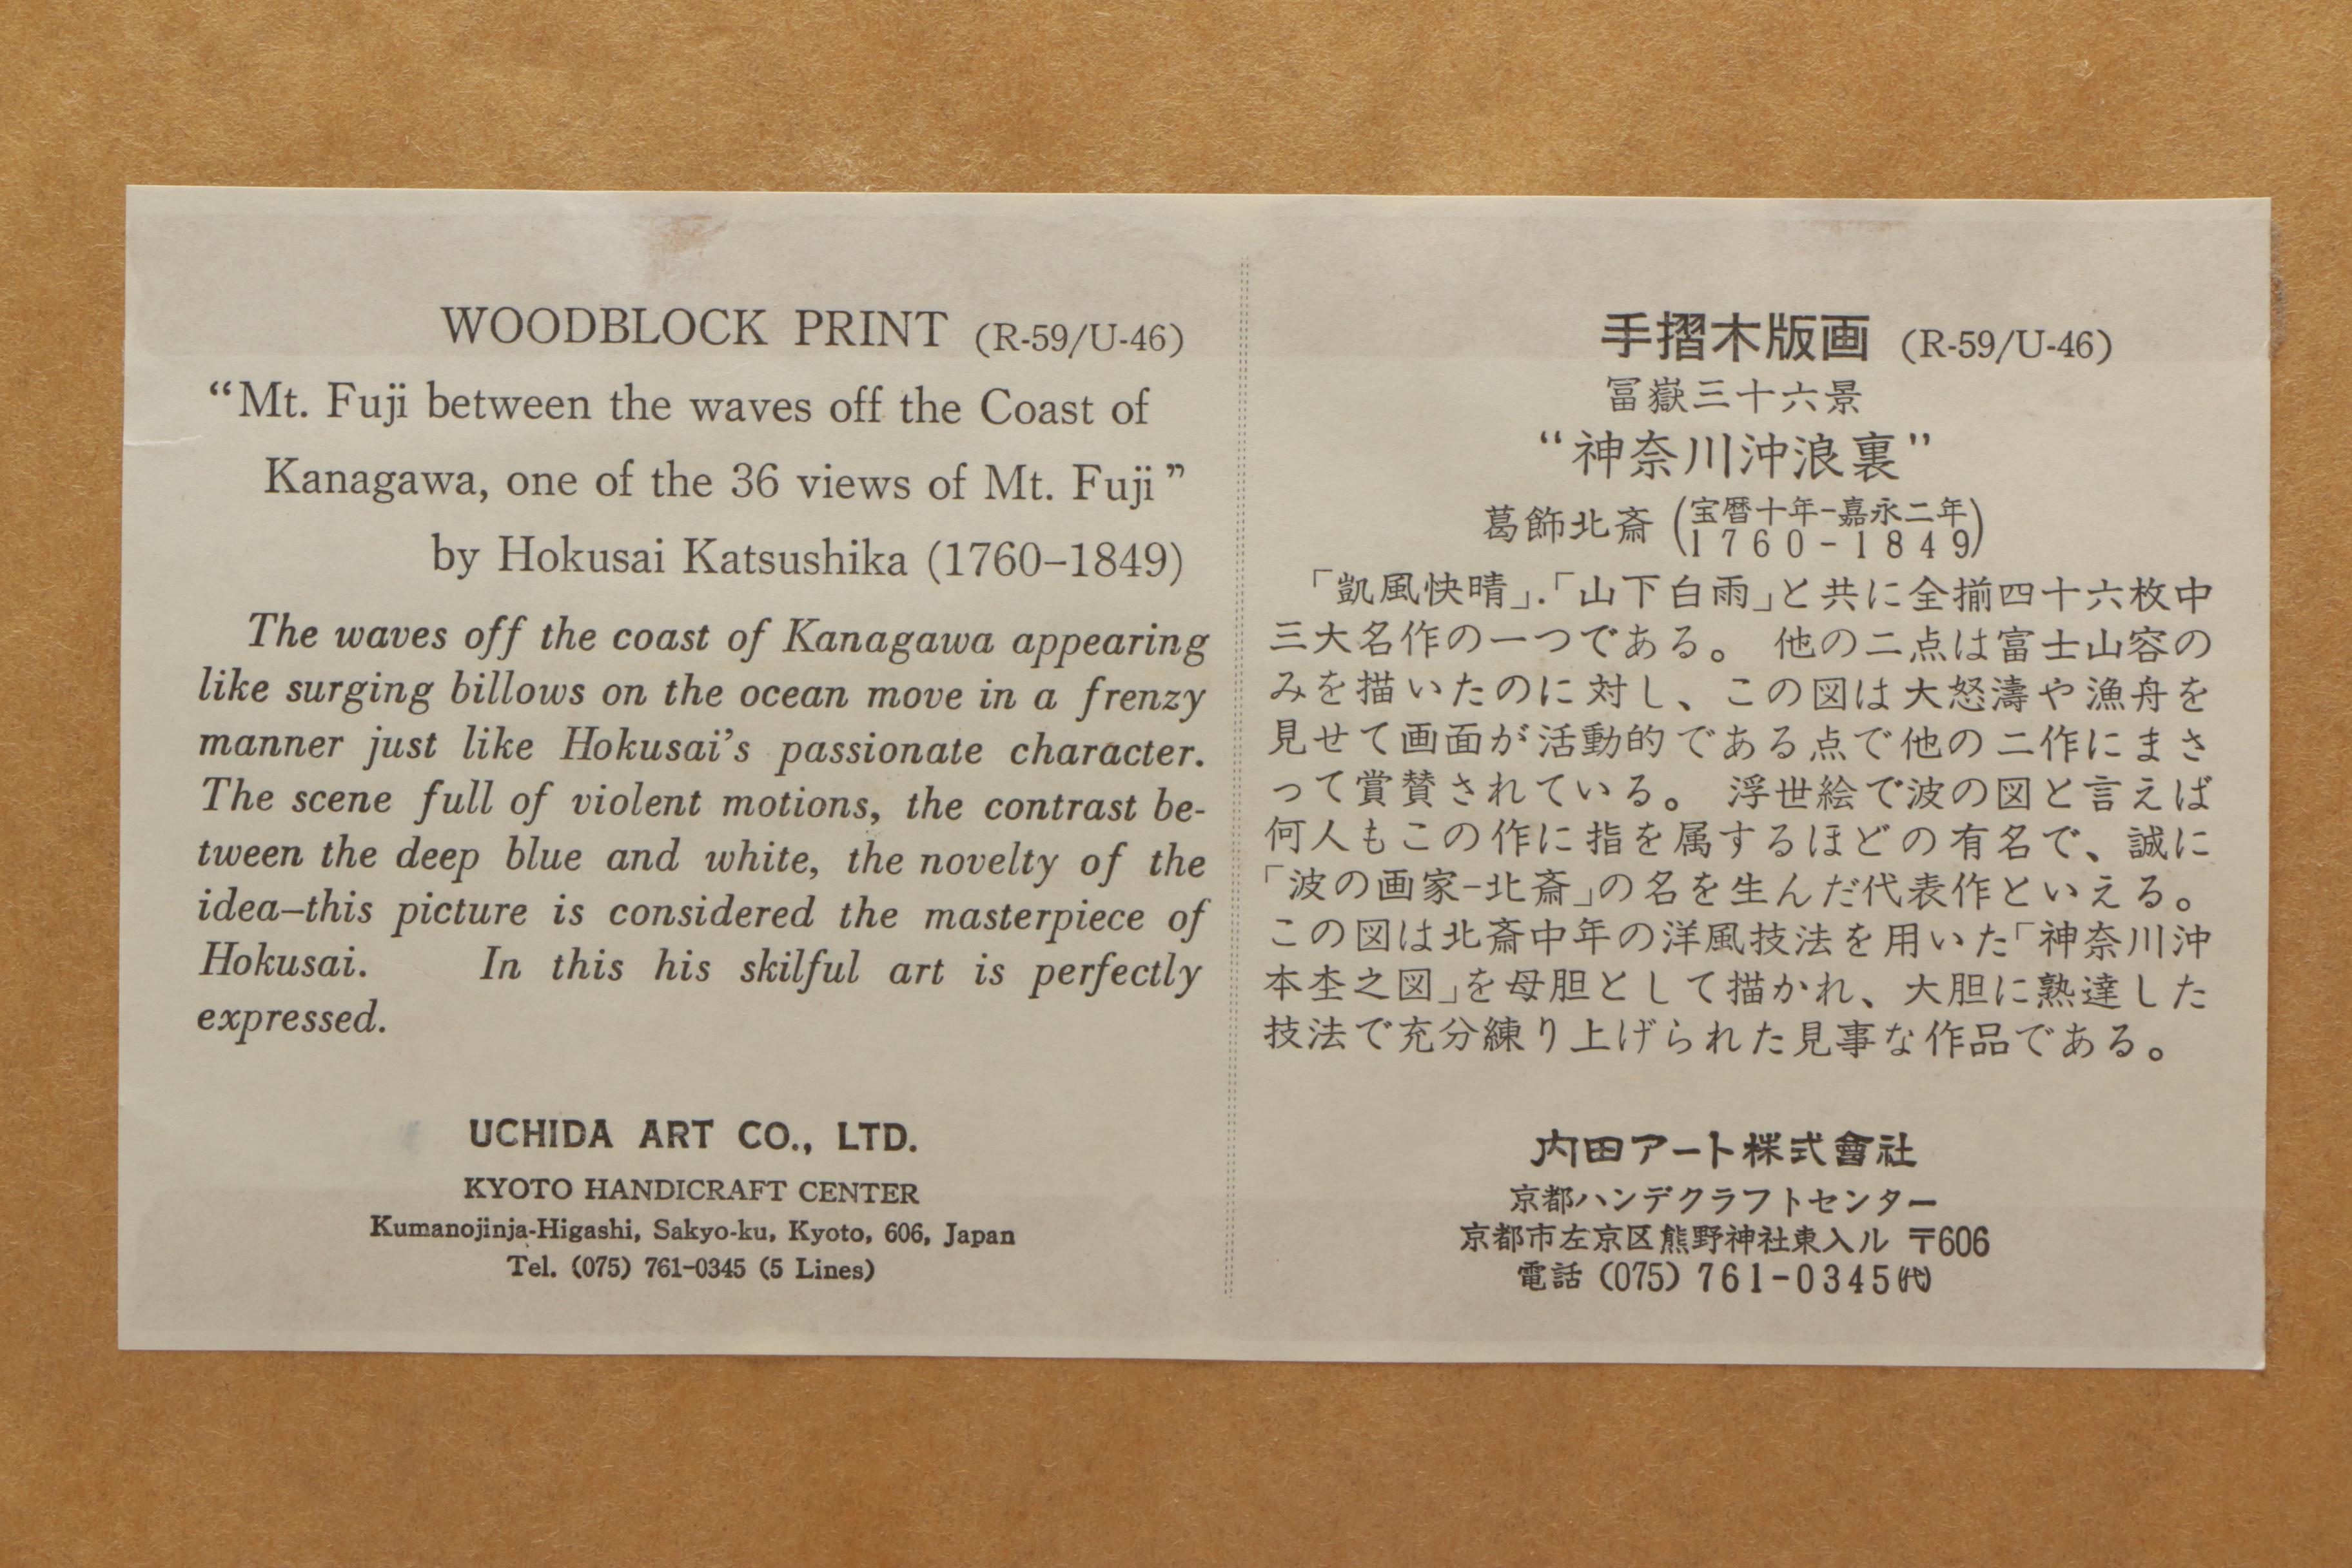 WOODBLOCK PRINT (R-59/U-46)
“Mt. Fuji between the waves off the Coast of
Kanagawa, one of the 36 views of Mt. Fuji”
by Hokusai Katsushika (1760–1849)
The waves off the coast of Kanagawa appearing
like surging billows on the ocean move in a frenzy
manner just like Hokusai's passionate character.
The scene full of violent motions, the contrast be-
tween the deep blue and white, the novelty of the
idea–this picture is considered the masterpiece of
Hokusai. In this his skilful art is perfectly
expressed.
UCHIDA ART CO., LTD.
KYOTO HANDICRAFT CENTER
Kumanojinja-Higashi, Sakyo-ku, Kyoto, 606, Japan
Tel. (075) 761-0345 (5 Lines)
手摺木版画 (R-59/U-46)
冨嶽三十六景
“神奈川沖浪裏”
葛飾北斎 (宝暦十年-嘉永二年
1760-1849)
「凱風快晴」.「山下白雨」と共に全揃四十六枚中
三大名作の一つである。 他の二点は富士山容の
みを描いたのに対し、この図は大怒濤や漁舟を
見せて画面が活動的である点で他の二作にまさ
って賞賛されている。 浮世絵で波の図と言えば
何人もこの作に指を属するほどの有名で、誠に
「波の画家-北斎」の名を生んだ代表作といえる。
この図は北斎中年の洋風技法を用いた「神奈川沖
本杢之図」を母胆として描かれ、大胆に熟達した
技法で充分練り上げられた見事な作品である。
内田アート株式會社
京都ハンデクラフトセンター
京都市左京区熊野神社東入ル 〒606
電話 (075) 761-0345㈹